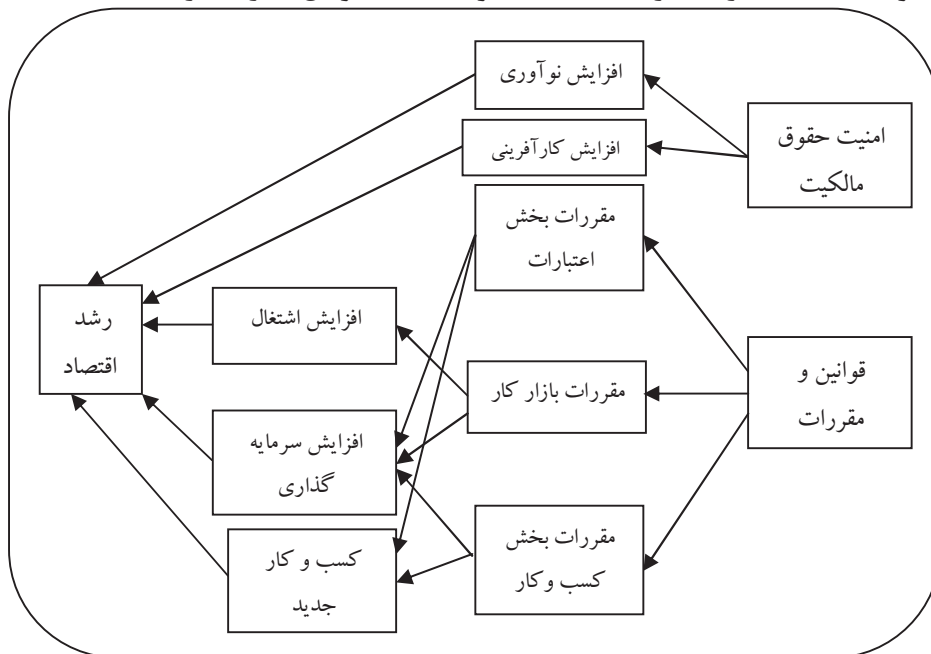 افزایش نوآوری
امنیت حقوق
مالکیت
افزایش کارآفرینی
مقررات بخش
اعتبارات
رشد
اقتصاد
افزایش اشتغال
قوانین و
مقررات
مقررات بازار کار
افزایش سرمایه
گذاری
مقررات بخش
کسب وکار
کسب و کار
جدید